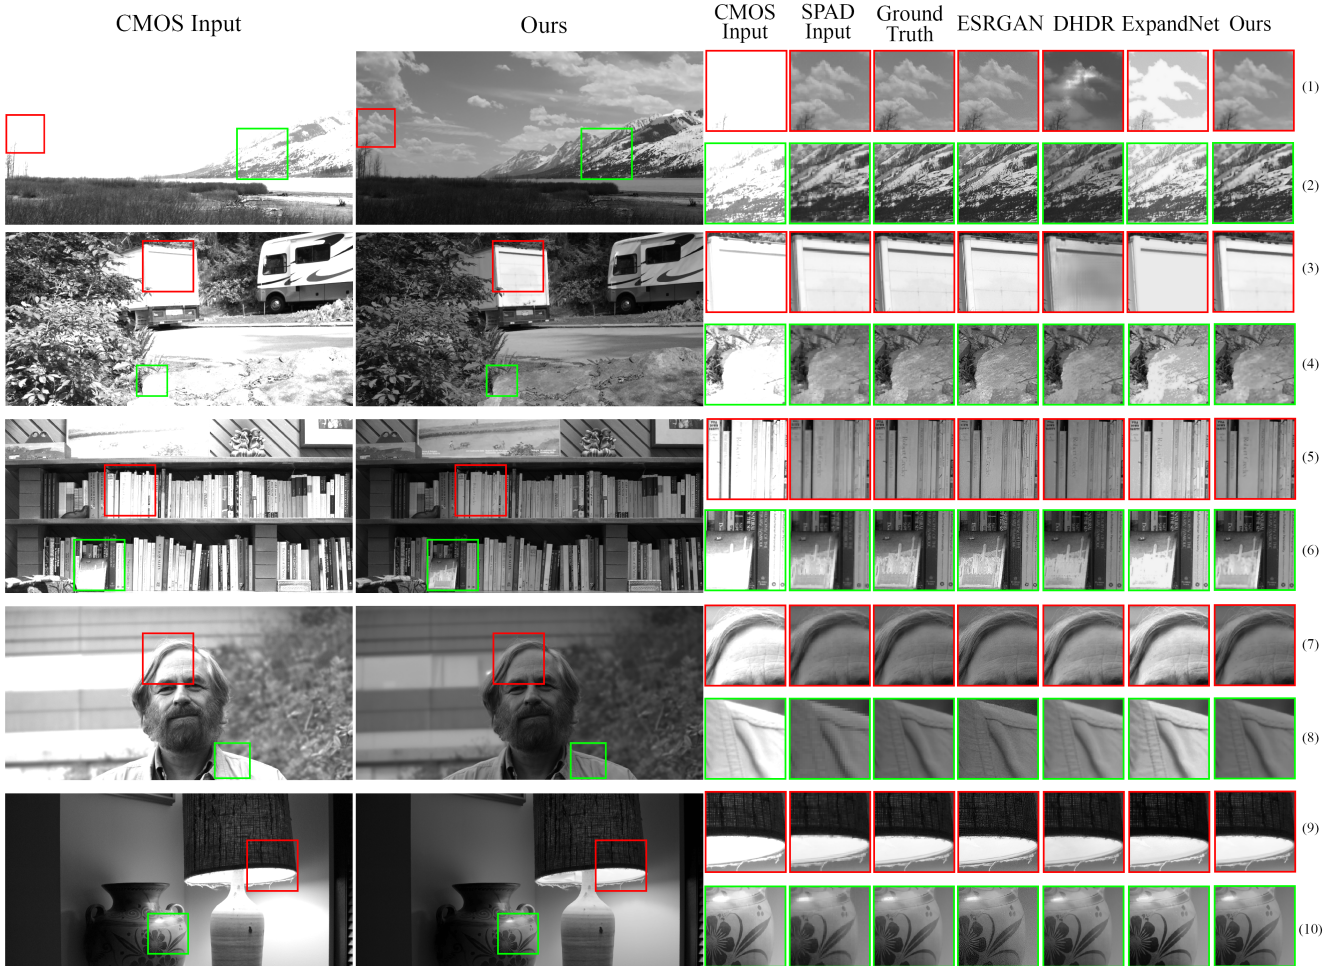 CMOS Input
Ours
CMOS Input
SPAD Input
Ground Truth
ESRGAN
DHDR
ExpandNet
Ours
(1)
(2)
(3)
(4)
(5)
(6)
(7)
(8)
(9)
(10)